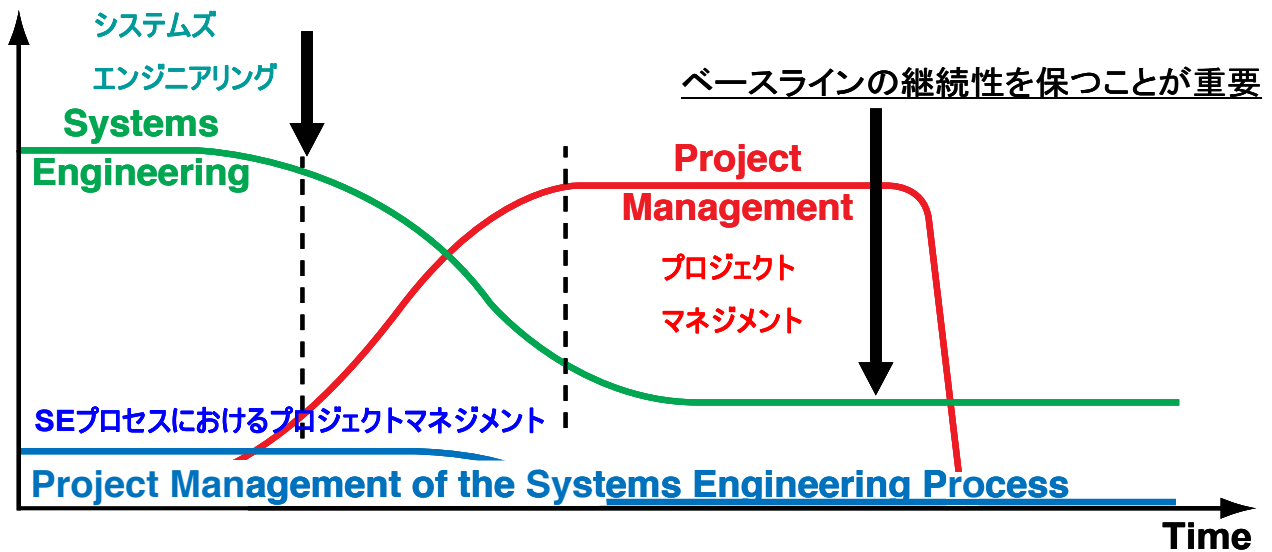 システムズ
エンジニアリング
ベースラインの継続性を保つことが重要
Systems
Engineering
Project
Management
プロジェクト
マネジメント
SEプロセスにおけるプロジェクトマネジメント
Project Management of the Systems Engineering Process
Time